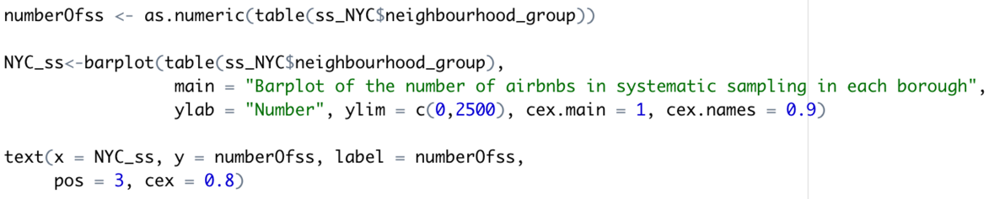 numberOfss <- as.numeric(table(ss_NYC$neighbourhood_group))
NYC_ss<-barplot(table(ss_NYC$neighbourhood_group),
main = "Barplot of the number of airbnbs in systematic sampling in each borough",
ylab = "Number", ylim = c(0,2500), cex.main = 1, cex.names = 0.9)
text(x = NYC_ss, y = numberOfss, label = numberOfss,
pos = 3, cex = 0.8)